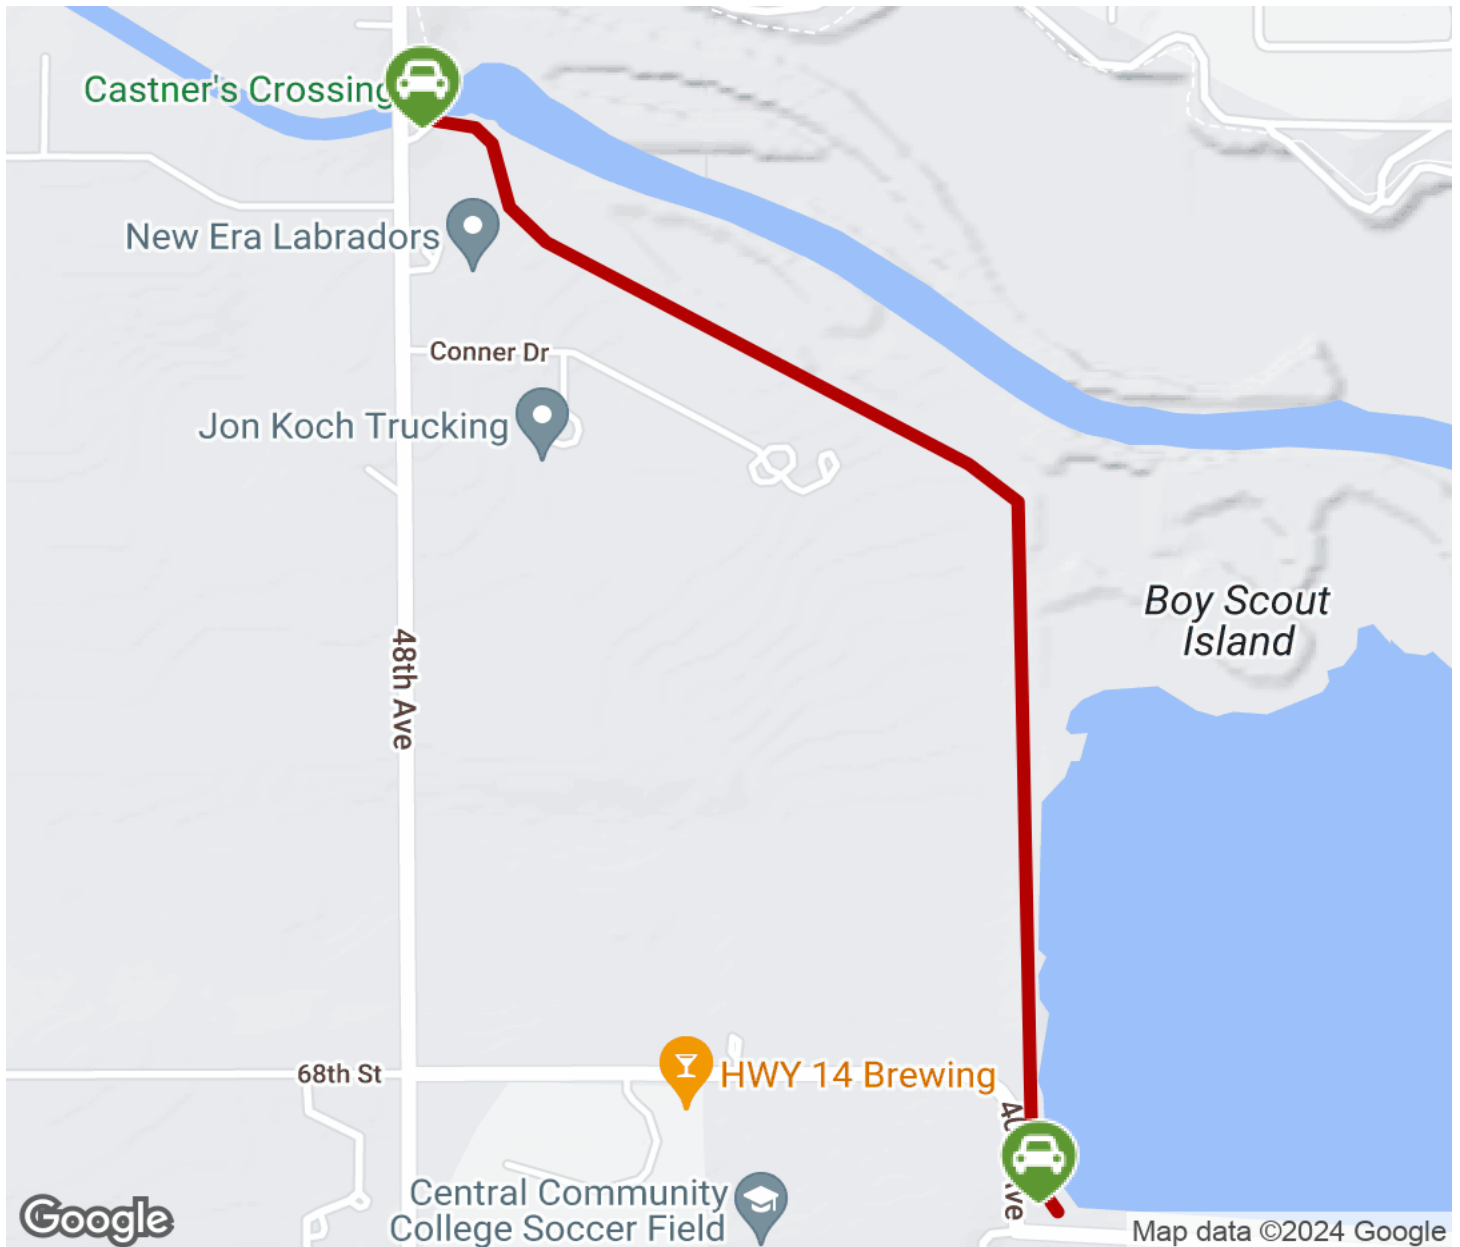 Castner's Crossing
New Era Labradors
Conner Dr
Jon Koch Trucking
Boy Scout
Island
48th Ave
68th St
HWY 14 Brewing
Ave
Central Community
College Soccer Field
Google
Map data ©2024 Google